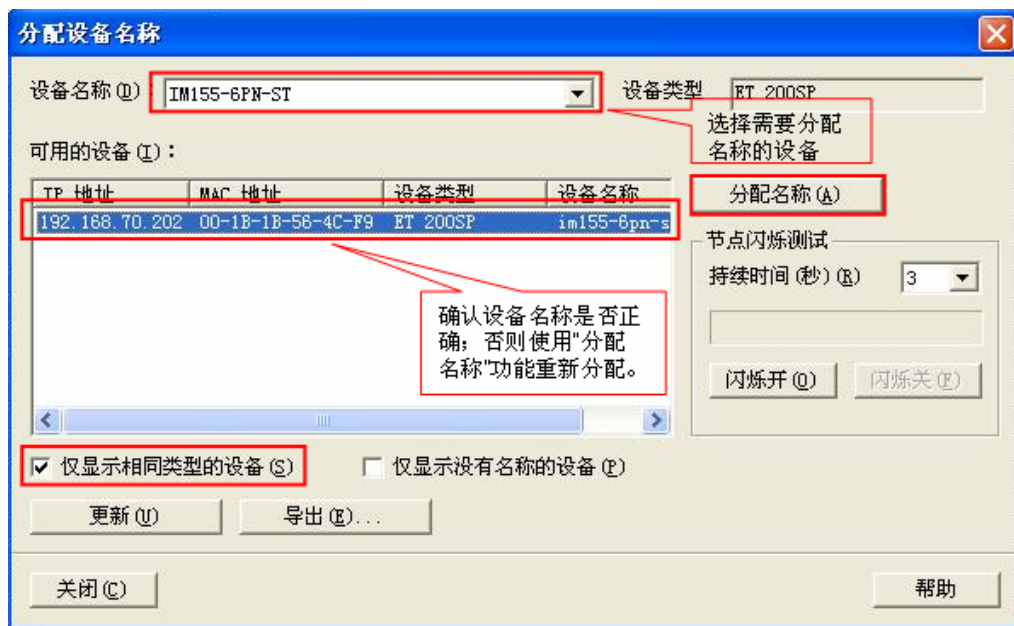 分配设备名称
设备名称(D): IM155-6PN-ST 设备类型 ET 200SP
选择需要分配
名称的设备
可用的设备(I)：
IP 地址 MAC 地址 设备类型 设备名称
192.168.70.202 00-1B-1B-56-4C-F9 ET 200SP im155-6pn-s
分配名称(A)
节点闪烁测试
持续时间(秒)(R) 3
确认设备名称是否正
确；否则使用"分配
名称"功能重新分配。
闪烁开(O) 闪烁关(F)
仅显示相同类型的设备(S) 仅显示没有名称的设备(P)
更新(U) 导出(E)...
关闭(C) 帮助